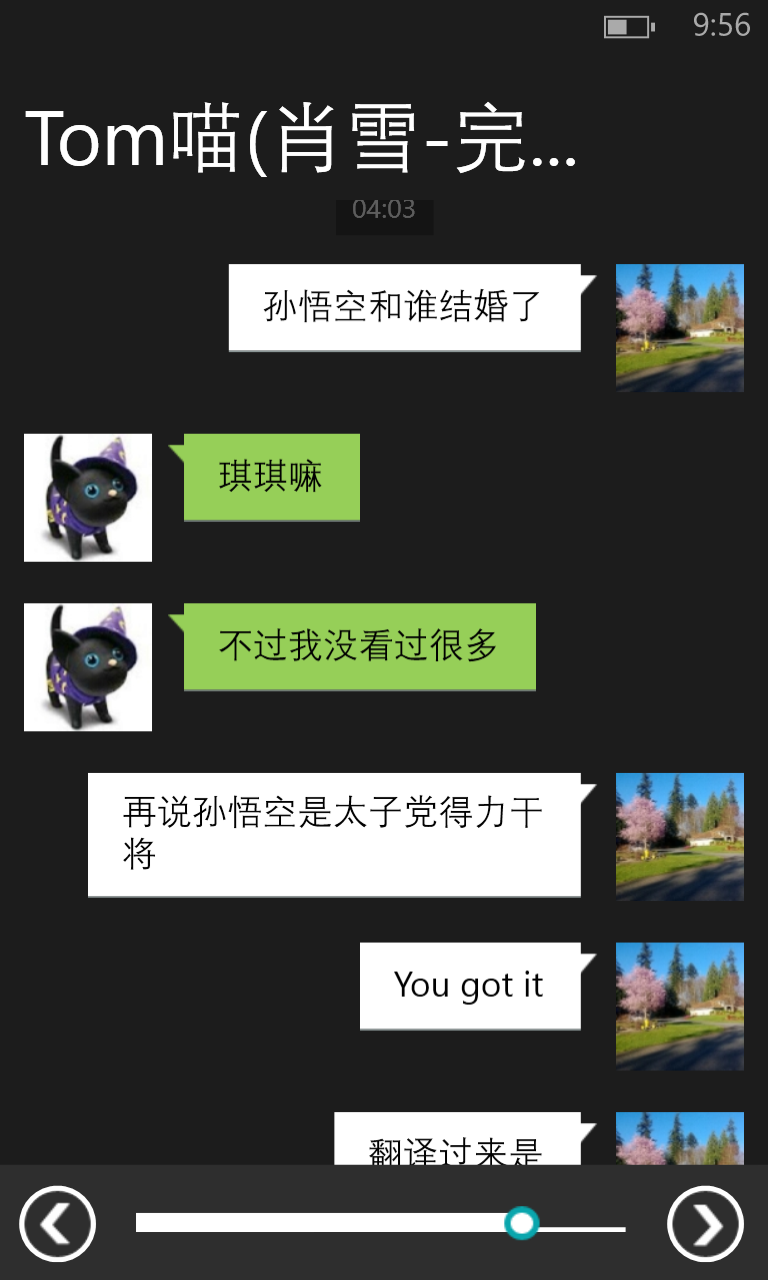 9:56
Tom喵(肖雪-完...
04:03
孙悟空和谁结婚了
琪琪嘛
不过我没看过很多
再说孙悟空是太子党得力干
将
You got it
翻译过来是